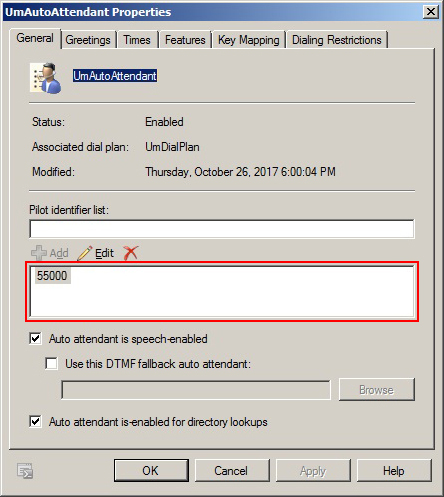 UmAutoAttendant Properties
General Greetings Times Features Key Mapping Dialing Restrictions
UmAutoAttendant
Status: Enabled
Associated dial plan: UmDialPlan
Modified: Thursday, October 26, 2017 6:00:04 PM
Pilot identifier list:
Add Edit
55000
Auto attendant is speech-enabled
Use this DTMF fallback auto attendant:
Browse
Auto attendant is-enabled for directory lookups
OK Cancel Apply Help